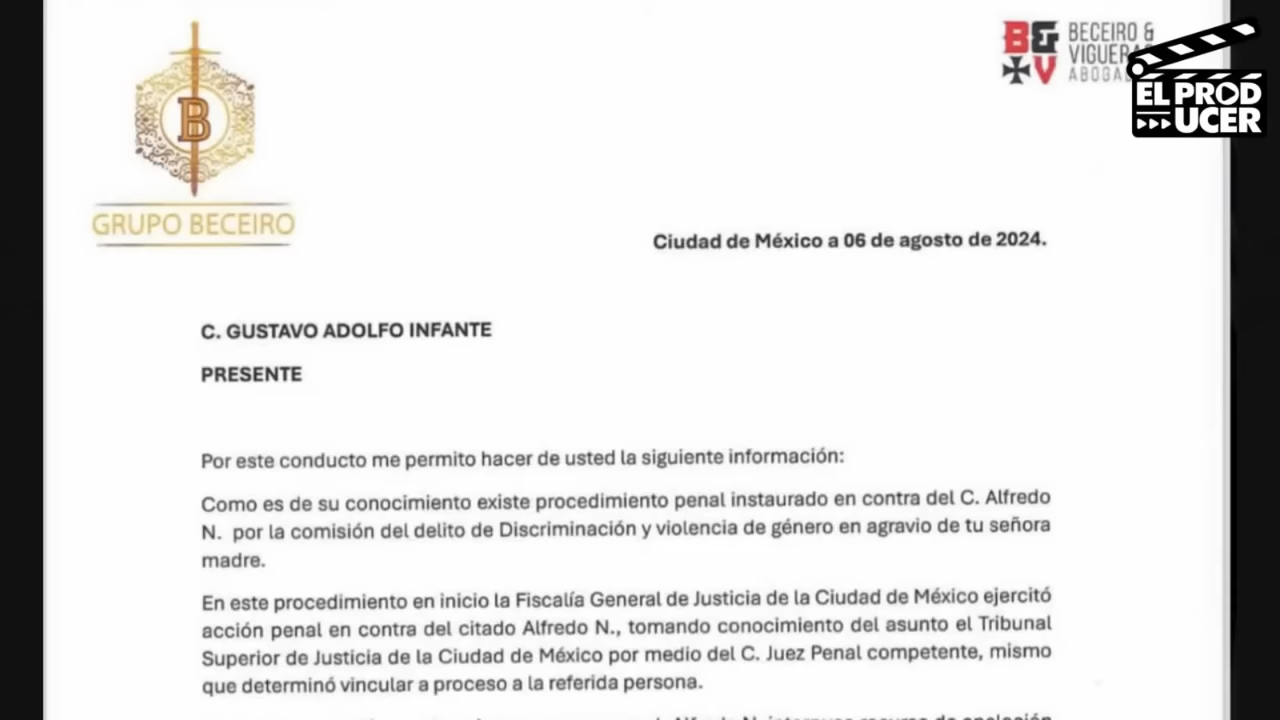 B
GRUPO BECEIRO
B&V
BECEIRO &
EL PROD
UCER
Ciudad de México a 06 de agosto de 2024.
C. GUSTAVO ADOLFO INFANTE
PRESENTE
Por este conducto me permito hacer de usted la siguiente información:
Como es de su conocimiento existe procedimiento penal instaurado en contra del C. Alfredo
N. por la comisión del delito de Discriminación y violencia de género en agravio de tu señora
madre.
En este procedimiento en inicio la Fiscalía General de Justicia de la Ciudad de México ejercitó
acción penal en contra del citado Alfredo N., tomando conocimiento del asunto el Tribunal
Superior de Justicia de la Ciudad de México por medio del C. Juez Penal competente, mismo
que determinó vincular a proceso a la referida persona.